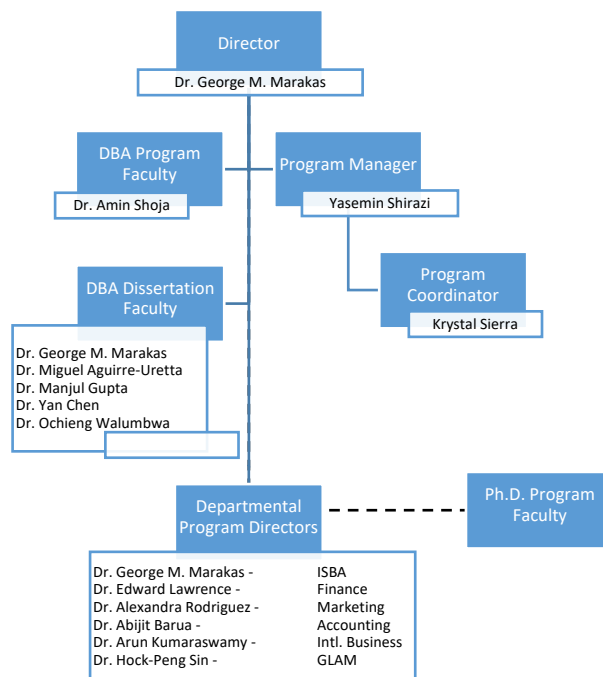 Director
Dr. George M. Marakas
DBA Program
Faculty
Dr. Amin Shoja
Program Manager
Yasemin Shirazi
Program
Coordinator
Krystal Sierra
DBA Dissertation
Faculty
Dr. George M. Marakas
Dr. Miguel Aguirre-Uretta
Dr. Manjul Gupta
Dr. Yan Chen
Dr. Ochieng Walumbwa
Departmental
Program Directors
Ph.D. Program
Faculty
Dr. George M. Marakas - ISBA
Dr. Edward Lawrence - Finance
Dr. Alexandra Rodriguez - Marketing
Dr. Abijit Barua - Accounting
Dr. Arun Kumaraswamy - Intl. Business
Dr. Hock-Peng Sin - GLAM